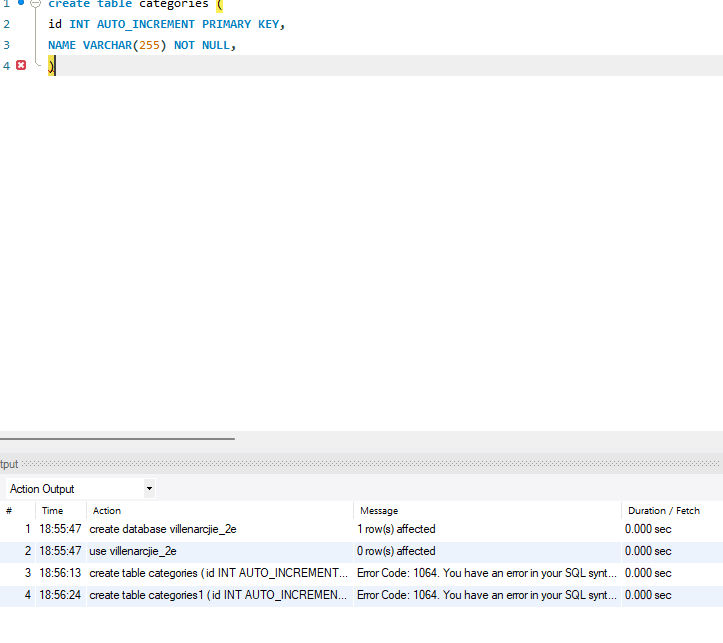 1 create table categories (
2 id INT AUTO_INCREMENT PRIMARY KEY,
3 NAME VARCHAR(255) NOT NULL,
4 )
tput
Action Output
# Time Action Message Duration / Fetch
1 18:55:47 create database villenarcjie_2e 1 row(s) affected 0.000 sec
2 18:55:47 use villenarcjie_2e 0 row(s) affected 0.000 sec
3 18:56:13 create table categories ( id INT AUTO_INCREMENT... Error Code: 1064. You have an error in your SQL synt... 0.000 sec
4 18:56:24 create table categories1 ( id INT AUTO_INCREMEN... Error Code: 1064. You have an error in your SQL synt... 0.000 sec